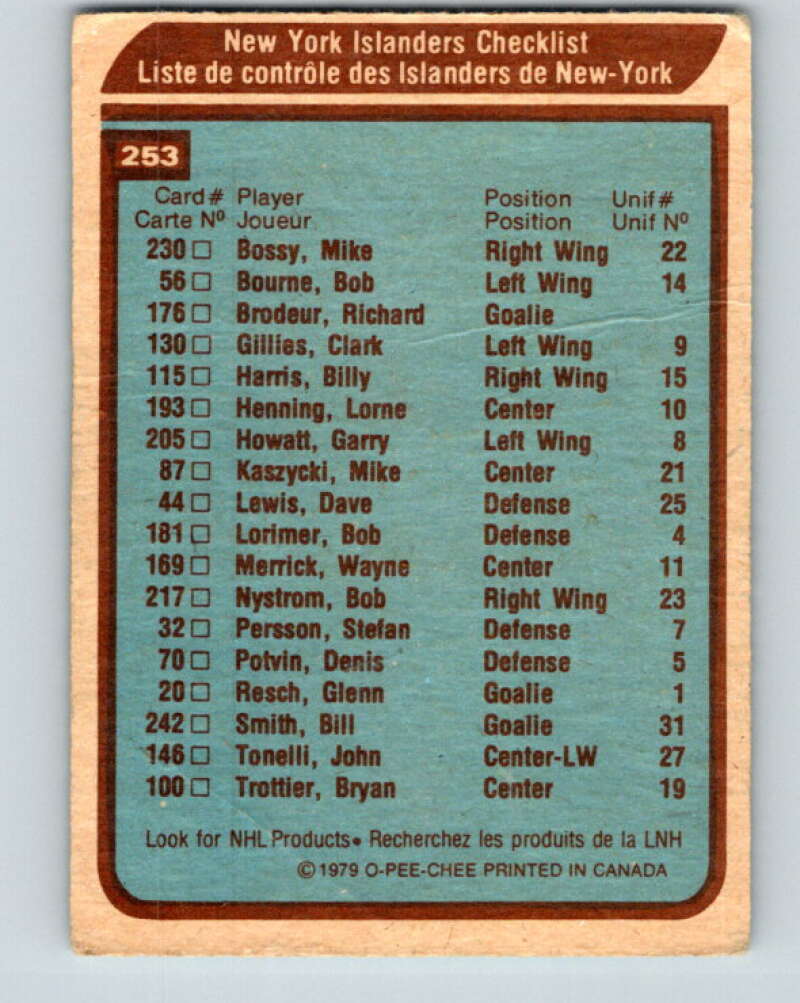 New York Islanders Checklist
Liste de contrôle des Islanders de New-York
253
Card # Player Position Unif #
Carte Nº Joueur Position Unif Nº
230 □ Bossy, Mike Right Wing 22
56 □ Bourne, Bob Left Wing 14
176 □ Brodeur, Richard Goalie
130 □ Gillies, Clark Left Wing 9
115 □ Harris, Billy Right Wing 15
193 □ Henning, Lorne Center 10
205 □ Howatt, Garry Left Wing 8
87 □ Kaszycki, Mike Center 21
44 □ Lewis, Dave Defense 25
181 □ Lorimer, Bob Defense 4
169 □ Merrick, Wayne Center 11
217 □ Nystrom, Bob Right Wing 23
32 □ Persson, Stefan Defense 7
70 □ Potvin, Denis Defense 5
20 □ Resch, Glenn Goalie 1
242 □ Smith, Bill Goalie 31
146 □ Tonelli, John Center-LW 27
100 □ Trottier, Bryan Center 19
Look for NHL Products• Recherchez les produits de la LNH
© 1979 O-PEE-CHEE PRINTED IN CANADA